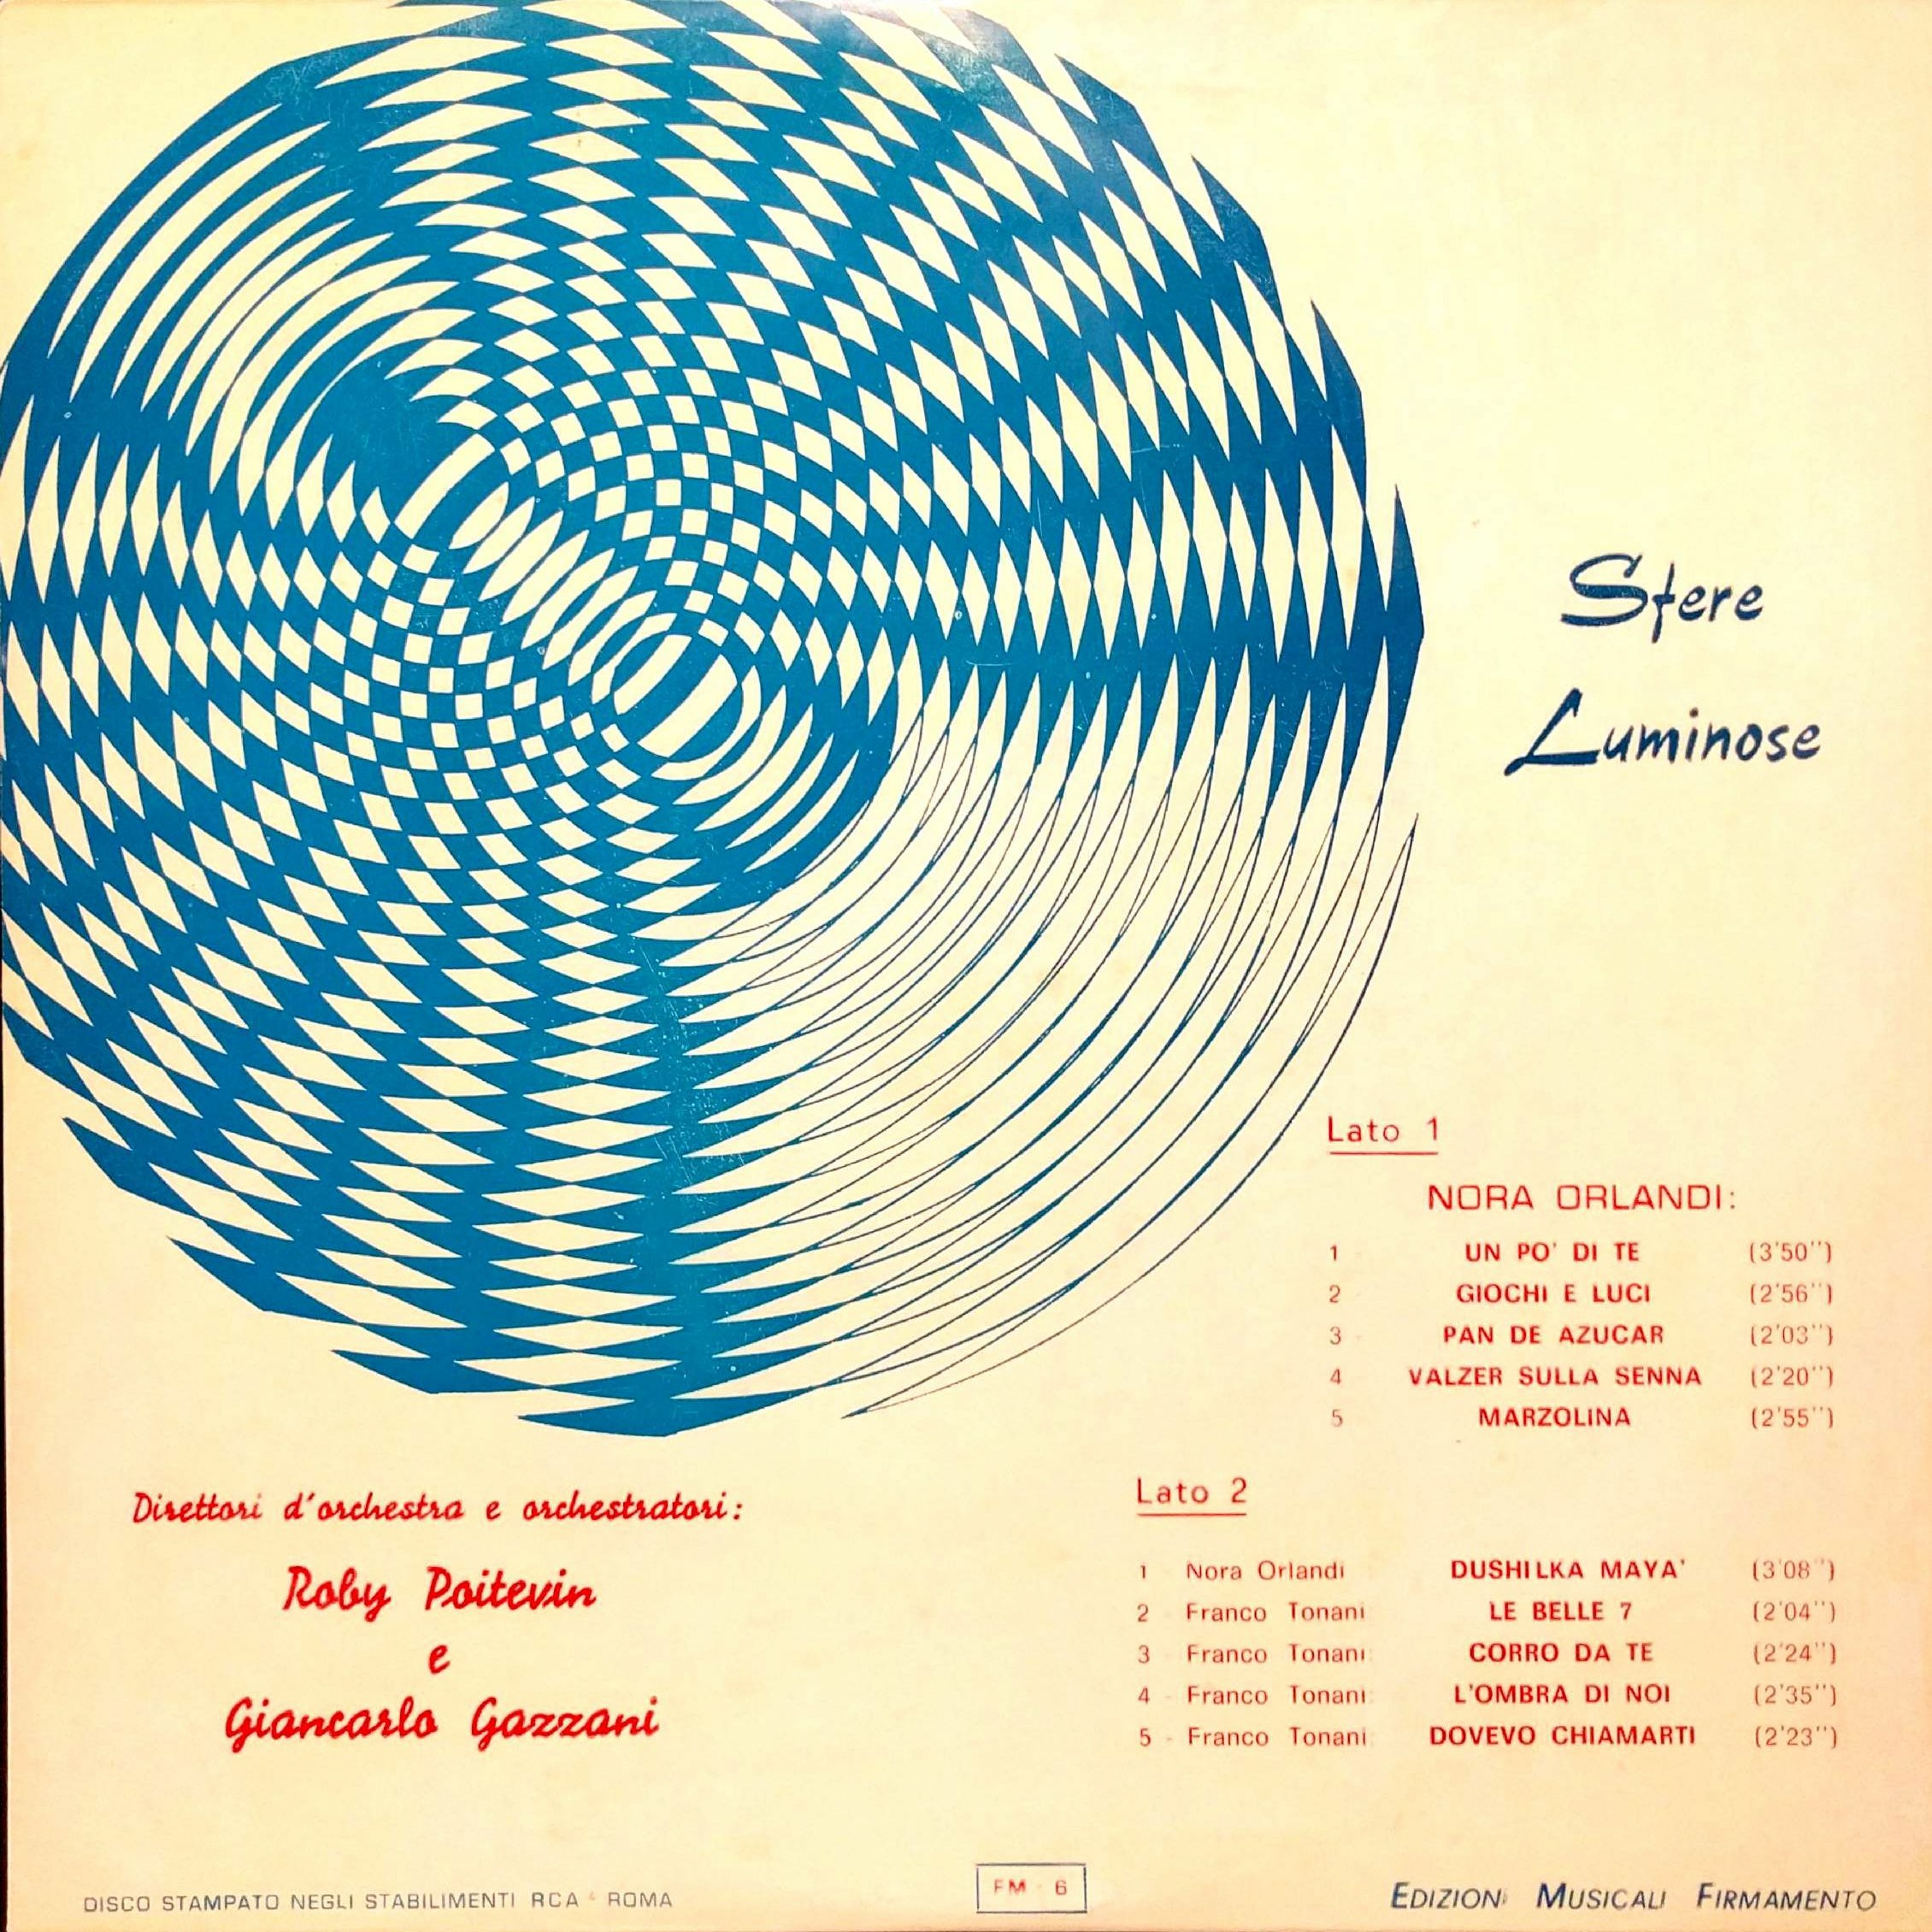 Sfere
Luminose
Lato 1
NORA ORLANDI:
1 UN PO' DI TE (3'50'')
2 GIOCHI E LUCI (2'56'')
3 - PAN DE AZUCAR (2'03'')
4 VALZER SULLA SENNA (2'20'')
5 MARZOLINA (2'55'')
Direttori d'orchestra e orchestratori:
Roby Poitevin
e
Giancarlo Gazzani
Lato 2
1 Nora Orlandi DUSHILKA MAYA' (3'08'')
2 Franco Tonani LE BELLE 7 (2'04'')
3 Franco Tonani: CORRO DA TE (2'24'')
4 - Franco Tonani: L'OMBRA DI NOI (2'35'')
5 - Franco Tonani: DOVEVO CHIAMARTI (2'23'')
DISCO STAMPATO NEGLI STABILIMENTI RCA - ROMA
FM - 6
EDIZIONI MUSICALI FIRMAMENTO